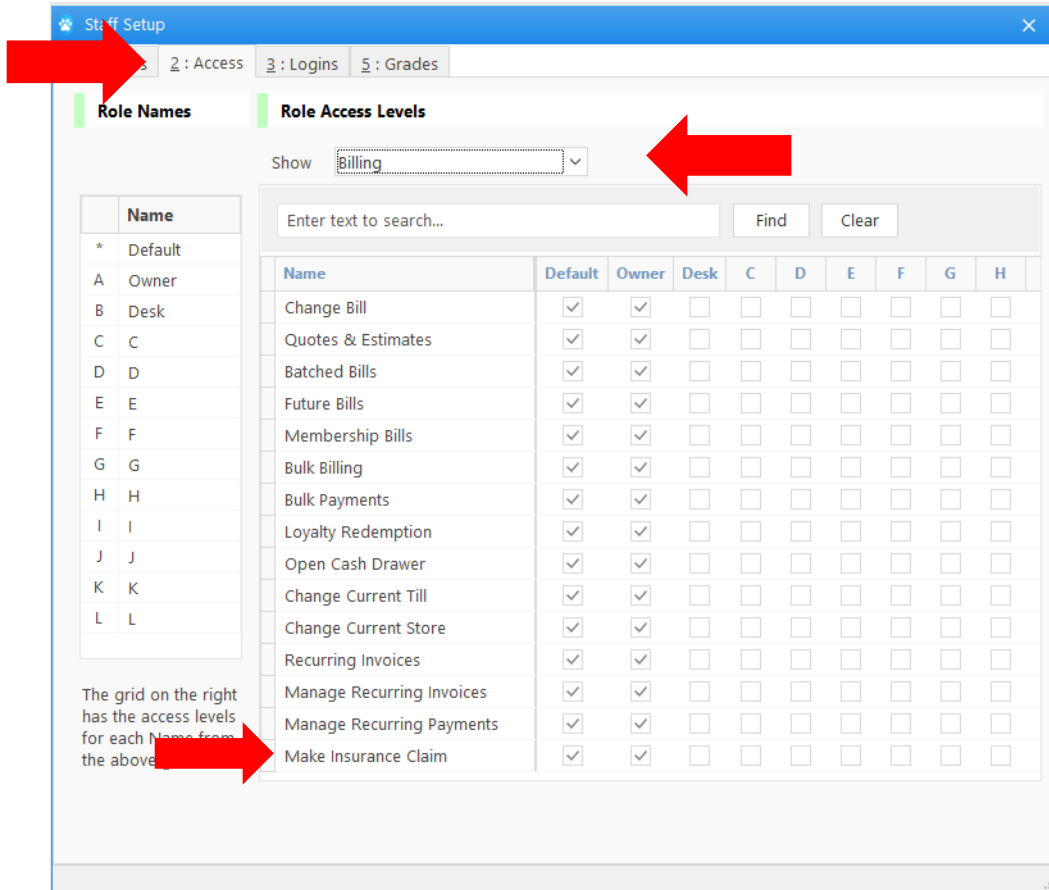 Staff Setup
2 : Access 3 : Logins 5 : Grades
Role Names
Role Access Levels
Show Billing
Name
* Default
A Owner
B Desk
C C
D D
E E
F F
G G
H H
I I
J J
K K
L L
The grid on the right
has the access levels
for each Name from
the above
Enter text to search... Find Clear
Name Default Owner Desk C D E F G H
Change Bill
Quotes & Estimates
Batched Bills
Future Bills
Membership Bills
Bulk Billing
Bulk Payments
Loyalty Redemption
Open Cash Drawer
Change Current Till
Change Current Store
Recurring Invoices
Manage Recurring Invoices
Manage Recurring Payments
Make Insurance Claim